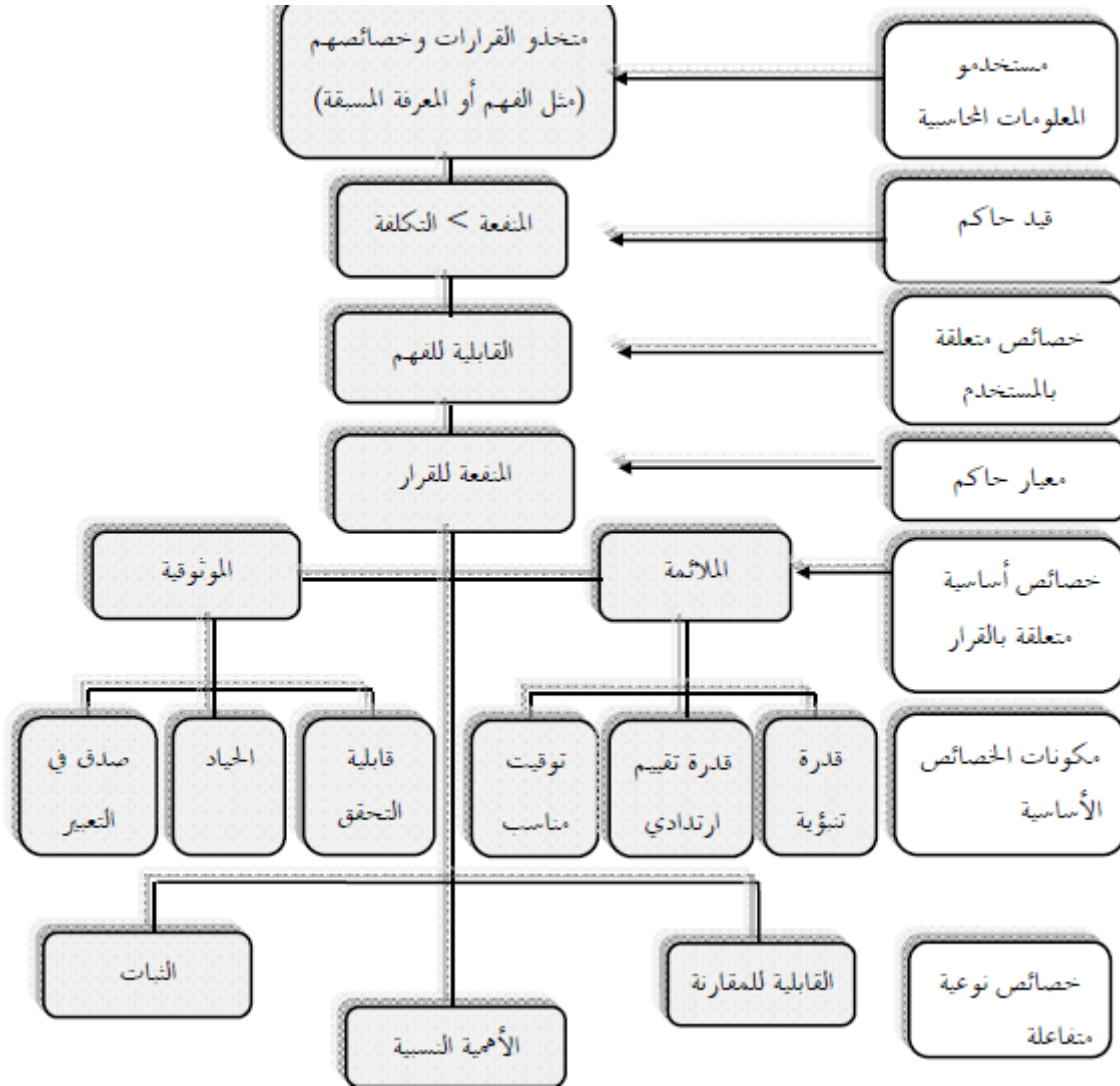 متخذو القرارات وخصائصهم
(مثل الفهم أو المعرفة المسبقة)
مستخدمو
المعلومات المحاسبية
المنفعة > التكلفة
قيد حاكم
القابلية للفهم
خصائص متعلقة
بالمستخدم
المنفعة للقرار
معيار حاكم
الملائمة
الموثوقية
خصائص أساسية
متعلقة بالقرار
قدرة
تنبؤية
قدرة تقييم
ارتدادي
توقيت
مناسب
قابلية
التحقق
الحياد
صدق في
التعبير
مكونات الخصائص
الأساسية
القابلية للمقارنة
الثبات
الأهمية النسبية
خصائص نوعية
متفاعلة